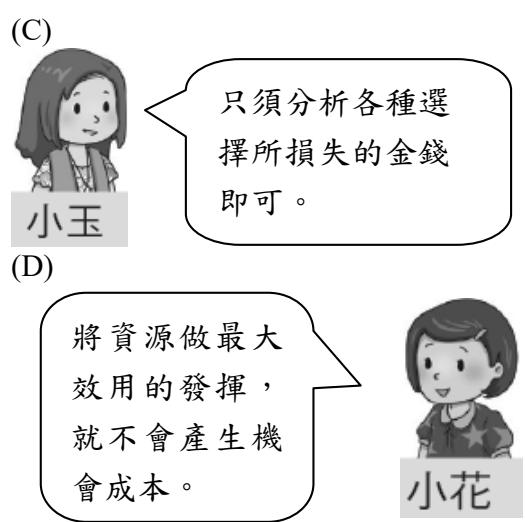 (C)
只須分析各種選
擇所損失的金錢
即可。
小玉
(D)
將資源做最大
效用的發揮，
就不會產生機
會成本。
小花